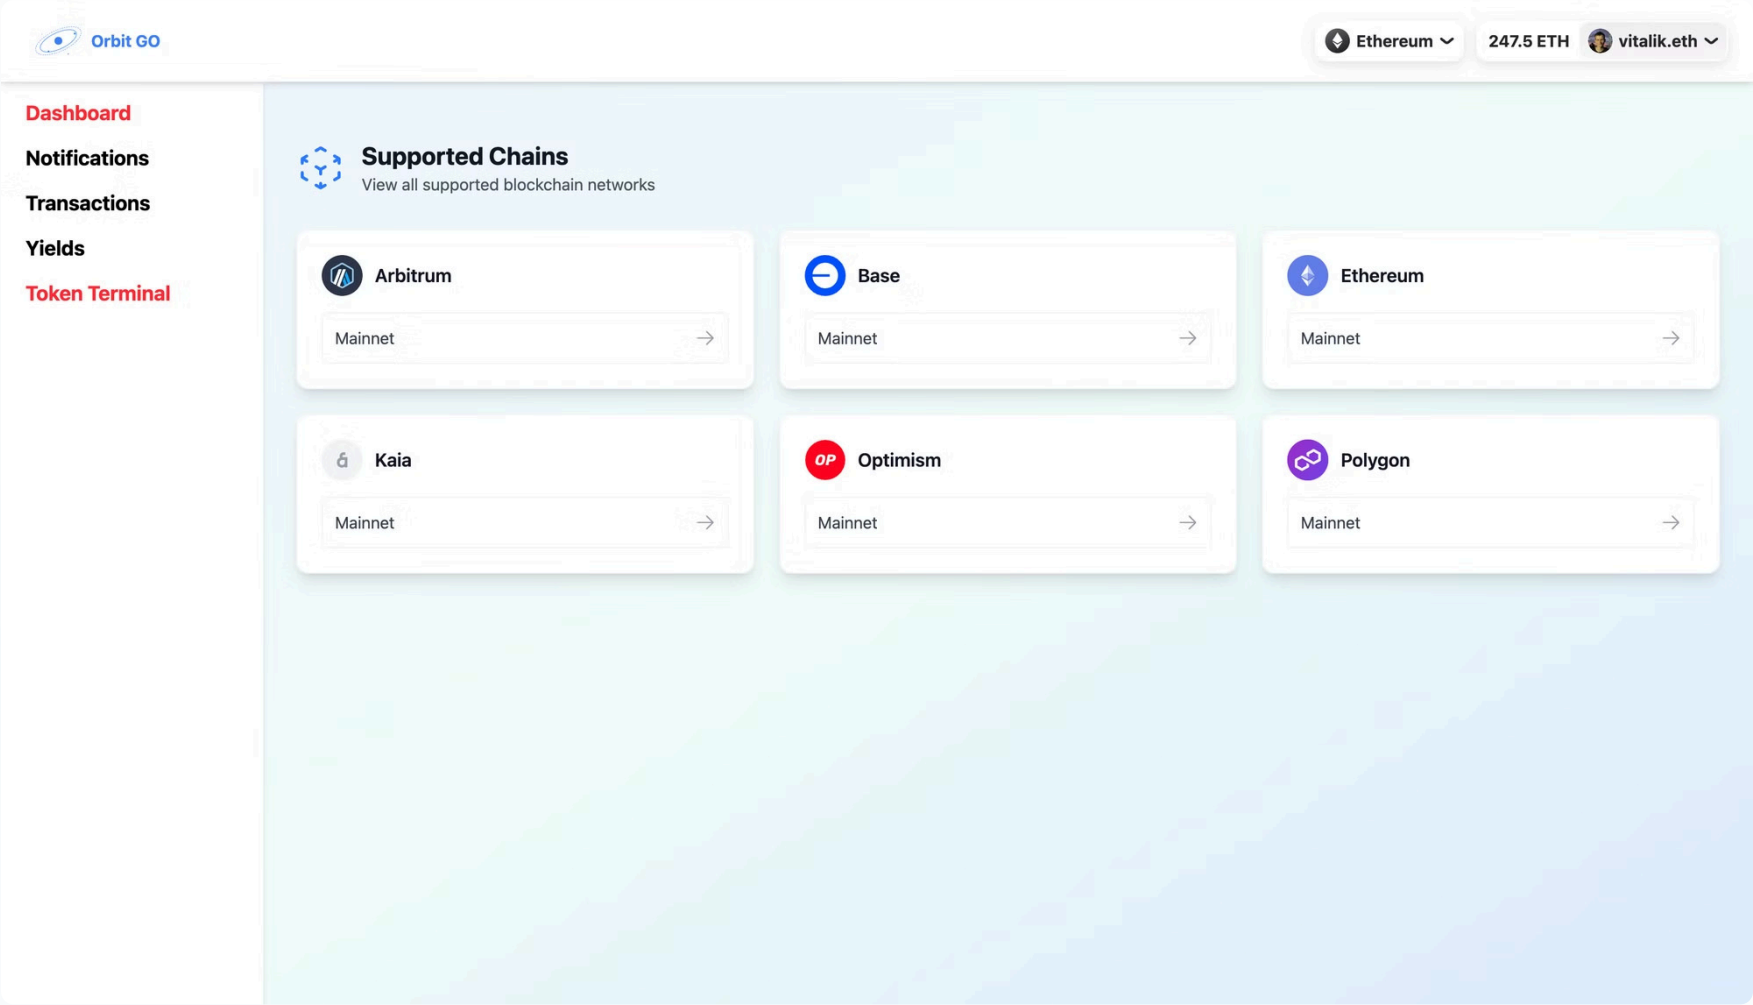 Orbit GO
Ethereum
247.5 ETH
vitalik.eth
Dashboard
Notifications
Transactions
Yields
Token Terminal
Supported Chains
View all supported blockchain networks
Arbitrum
Mainnet
Base
Mainnet
Ethereum
Mainnet
Kaia
Mainnet
OP
Optimism
Mainnet
Polygon
Mainnet